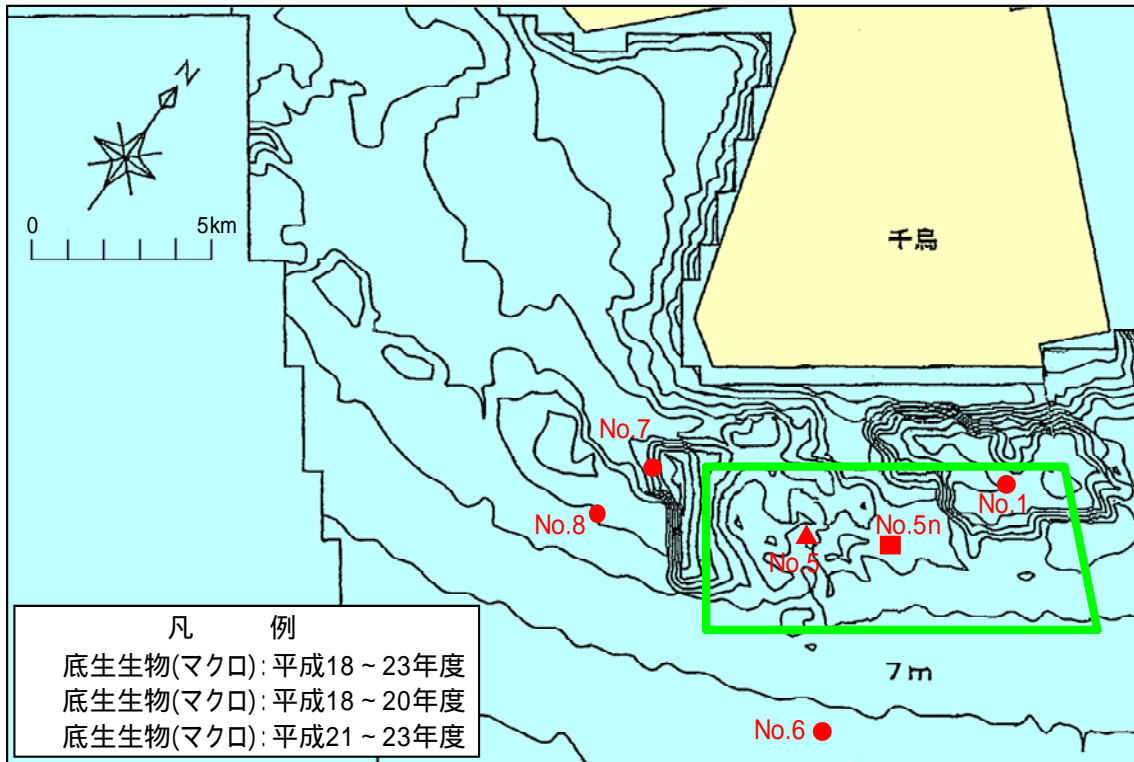 N
0 5km
千鳥
No.7
No.1
No.8
No.5n
No.5
7m
No.6
凡 例
底生生物(マクロ):平成18~23年度
底生生物(マクロ):平成18~20年度
底生生物(マクロ):平成21~23年度